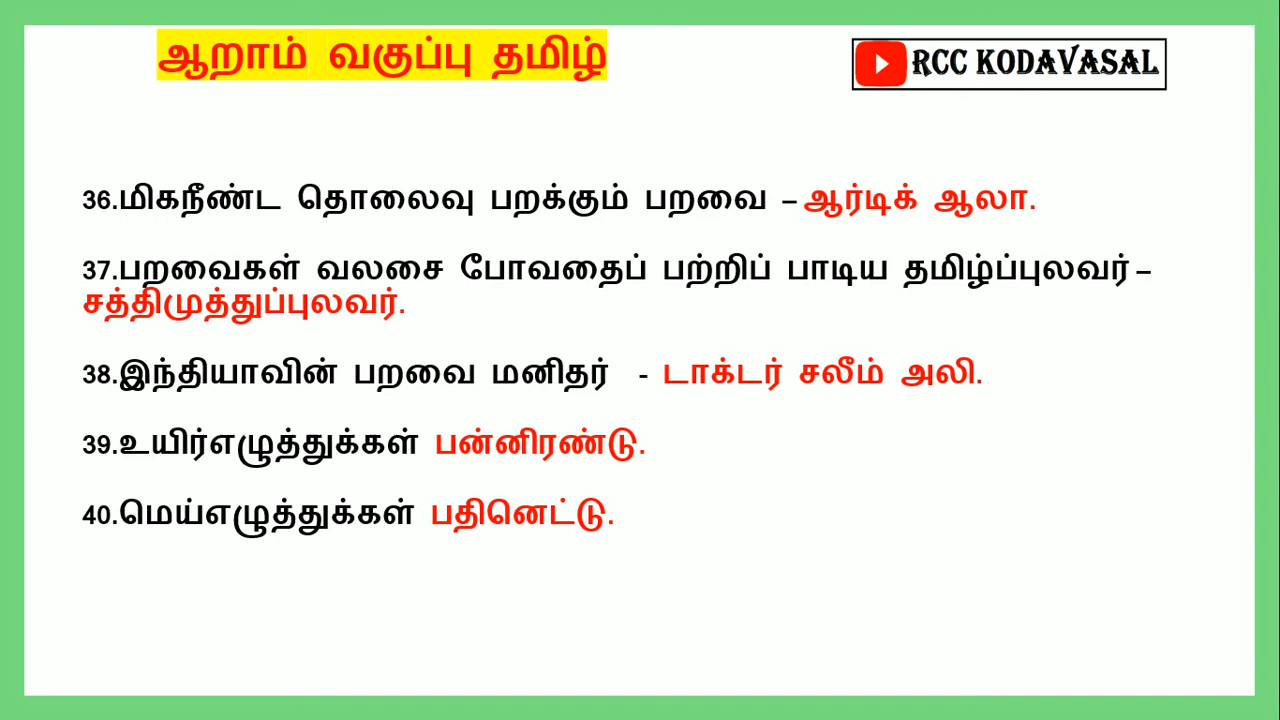 ஆறாம் வகுப்பு தமிழ்
RCC KODAVASAL
36.மிகநீண்ட தொலைவு பறக்கும் பறவை – ஆர்டிக் ஆலா.
37.பறவைகள் வலசை போவதைப் பற்றிப் பாடிய தமிழ்ப்புலவர் –
சத்திமுத்துப்புலவர்.
38.இந்தியாவின் பறவை மனிதர் - டாக்டர் சலீம் அலி.
39.உயிர்எழுத்துக்கள் பன்னிரண்டு.
40.மெய்எழுத்துக்கள் பதினெட்டு.